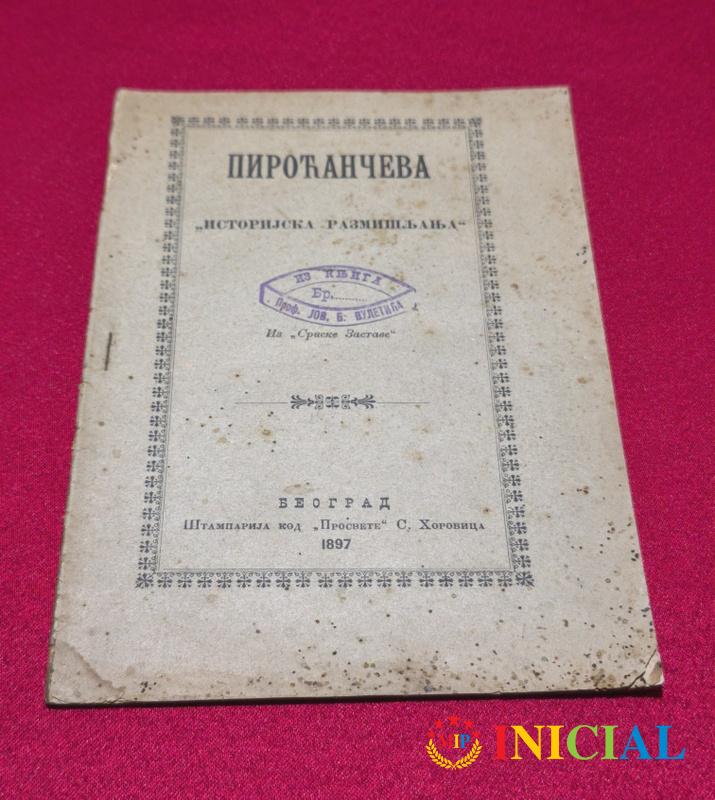 ПИРОЋАНЧЕВА
„ИСТОРИЈСКА РАЗМИШЉАЊА“
ИЗ КЊИГА
Бр.........
Проф. ЈОВ. Б. ВУЛЕТИЋА
Из „Српске Заставе“
БЕОГРАД
Штампарија код „Просвете“ С. Хоровица
1897
VIP INICIAL